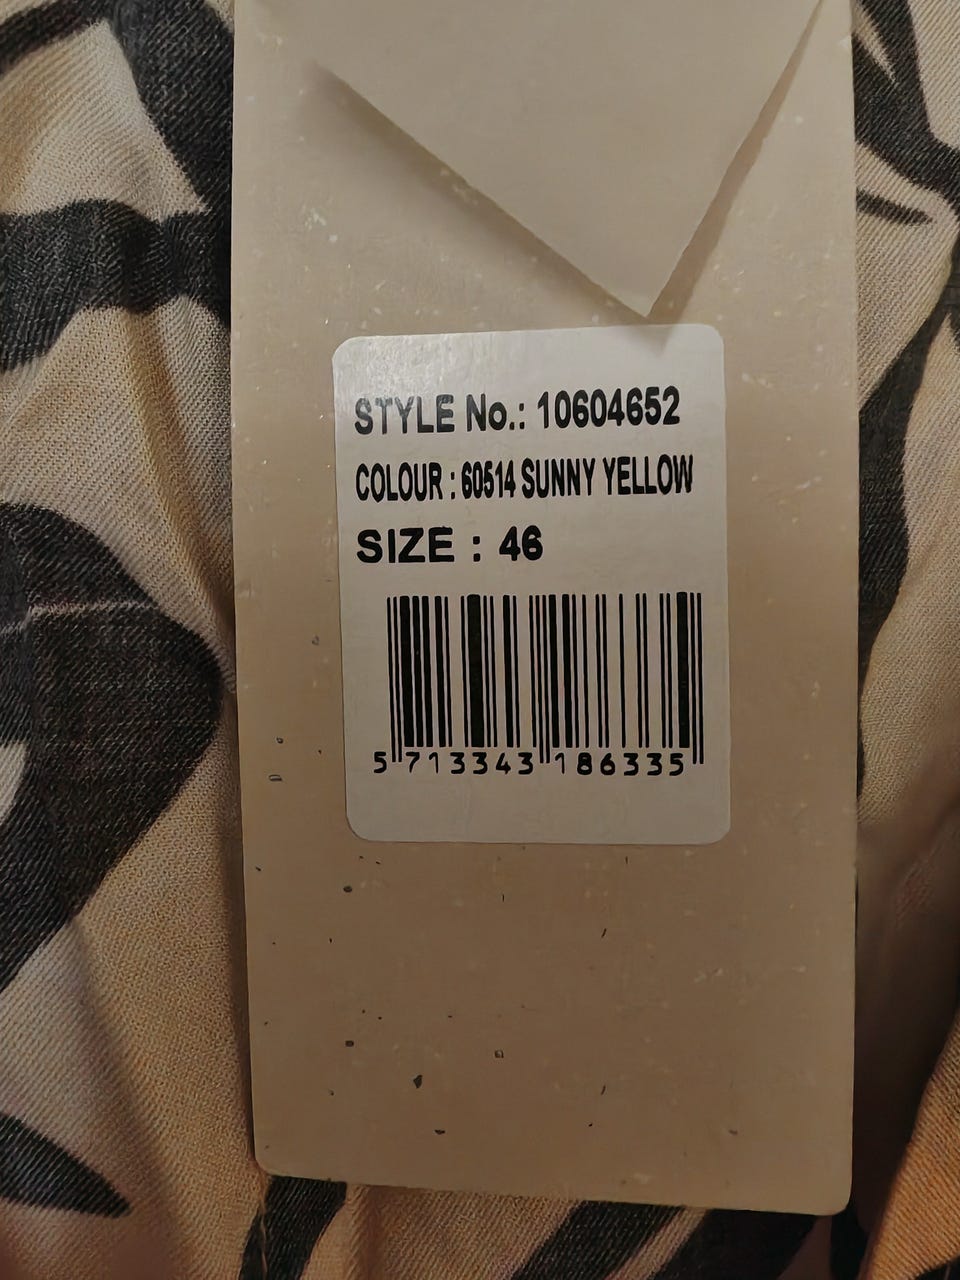 STYLE No.: 10604652
COLOUR : 60514 SUNNY YELLOW
SIZE : 46
5 713343 186335